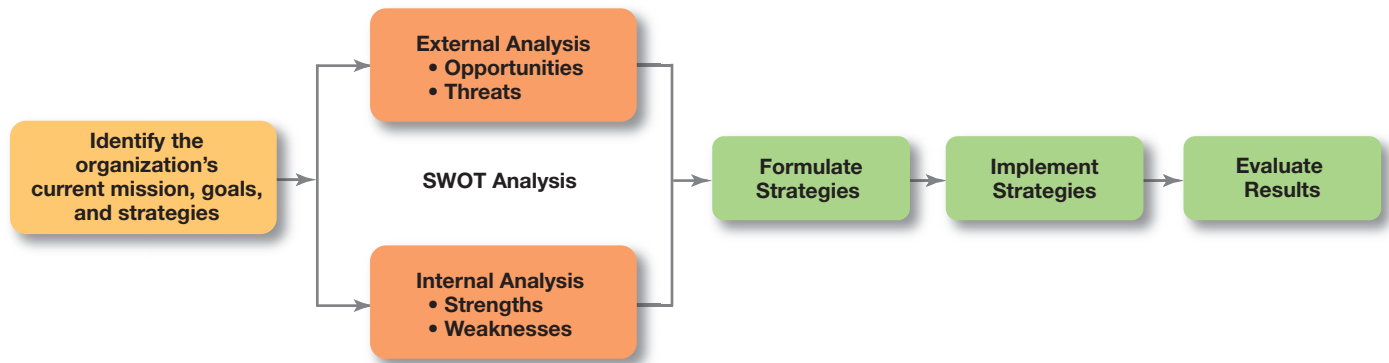 Identify the
organization’s
current mission, goals,
and strategies
External Analysis
• Opportunities
• Threats
SWOT Analysis
Internal Analysis
• Strengths
• Weaknesses
Formulate
Strategies
Implement
Strategies
Evaluate
Results